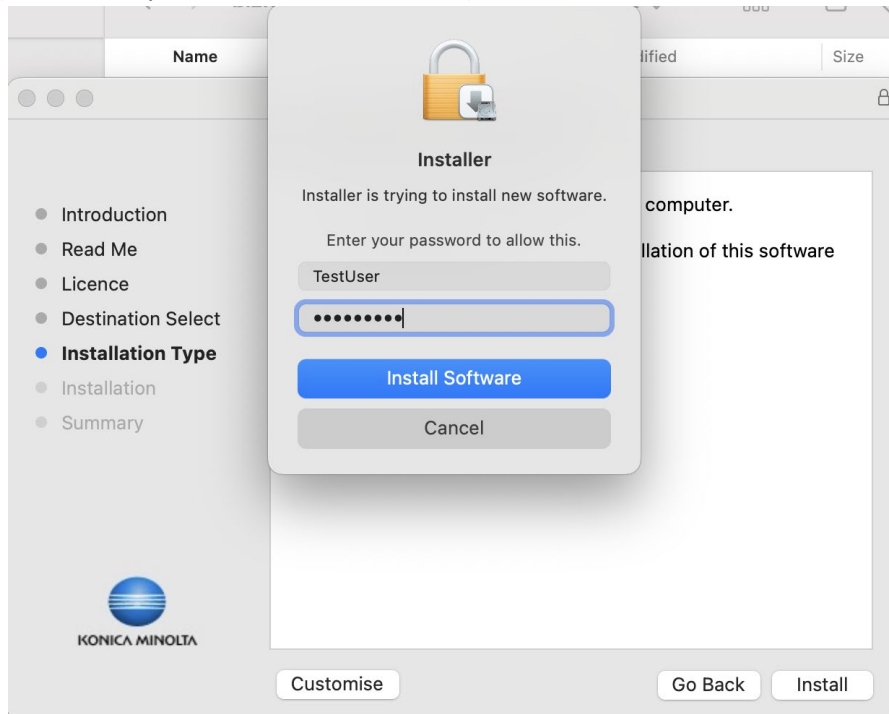 Name
Size
Installer
Installer is trying to install new software.
Enter your password to allow this.
TestUser
•••••••••
Install Software
Cancel
Introduction
Read Me
Licence
Destination Select
Installation Type
Installation
Summary
computer.
software
of this
KONICA MINOLTA
Customise
Go Back
Install